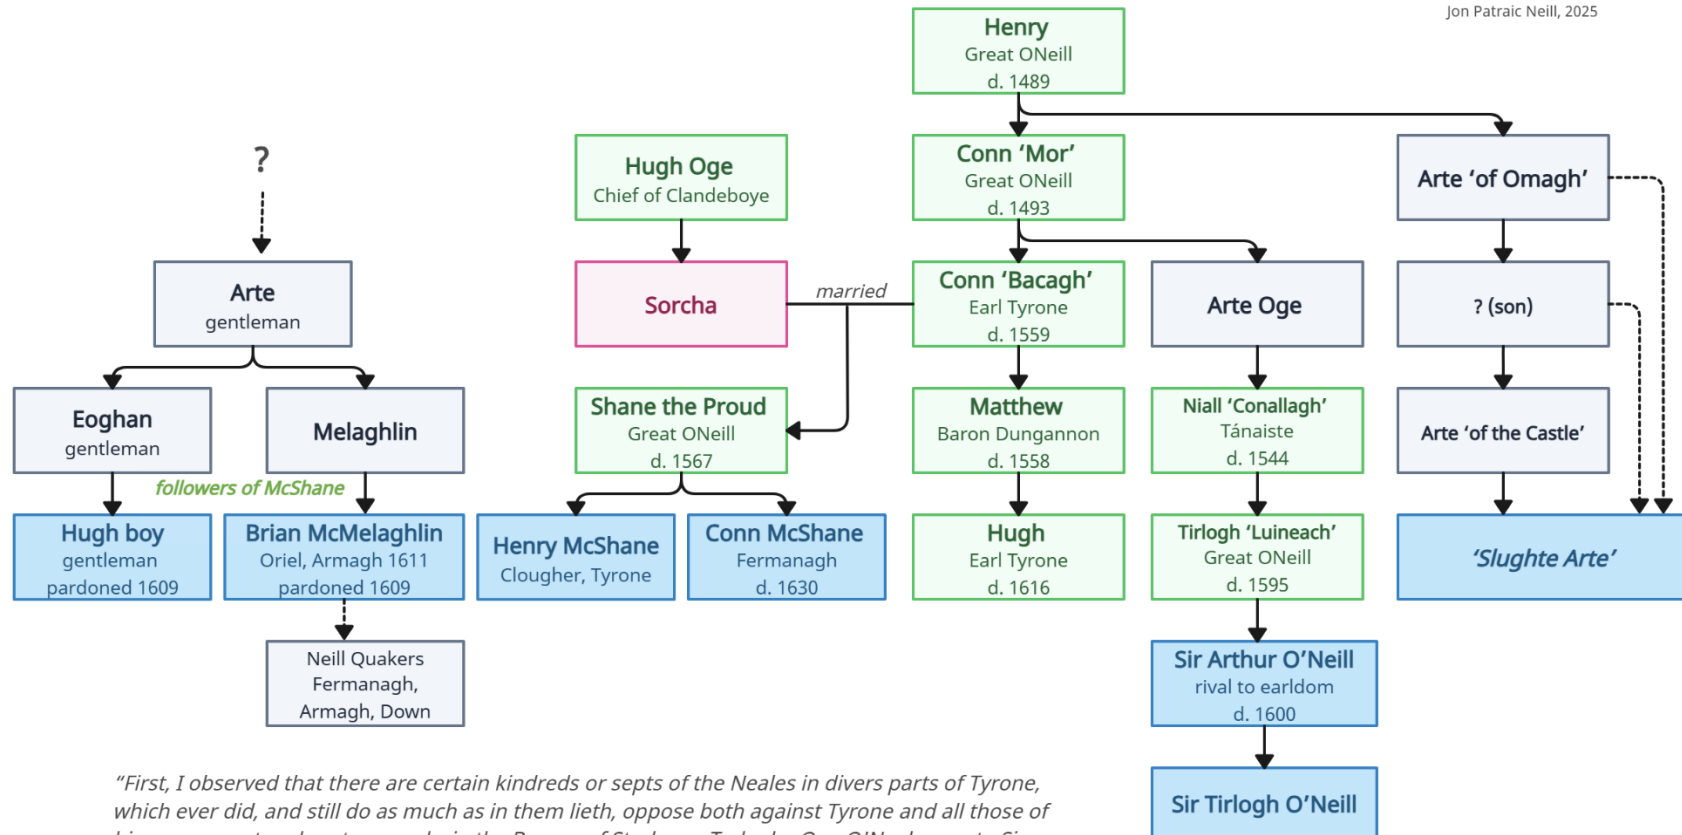 Jon Patraic Neill, 2025
Henry
Great ONeill
d. 1489
?
Hugh Oge
Chief of Clandeboye
Conn ‘Mor’
Great ONeill
d. 1493
Arte ‘of Omagh’
Arte
gentleman
Sorcha
married
Conn ‘Bacagh’
Earl Tyrone
d. 1559
Arte Oge
? (son)
Eoghan
gentleman
Melaghlin
Shane the Proud
Great ONeill
d. 1567
Matthew
Baron Dungannon
d. 1558
Niall ‘Conallagh’
Tánaiste
d. 1544
Arte ‘of the Castle’
followers of McShane
Hugh boy
gentleman
pardoned 1609
Brian McMelaghlin
Oriel, Armagh 1611
pardoned 1609
Henry McShane
Clougher, Tyrone
Conn McShane
Fermanagh
d. 1630
Hugh
Earl Tyrone
d. 1616
Tirlogh ‘Luineach’
Great ONeill
d. 1595
‘Slughte Arte’
Neill Quakers
Fermanagh,
Armagh, Down
Sir Arthur O’Neill
rival to earldom
d. 1600
Sir Tirlogh O’Neill
“First, I observed that there are certain kindreds or septs of the Neales in divers parts of Tyrone,
which ever did, and still do as much as in them lieth, oppose both against Tyrone and all those of